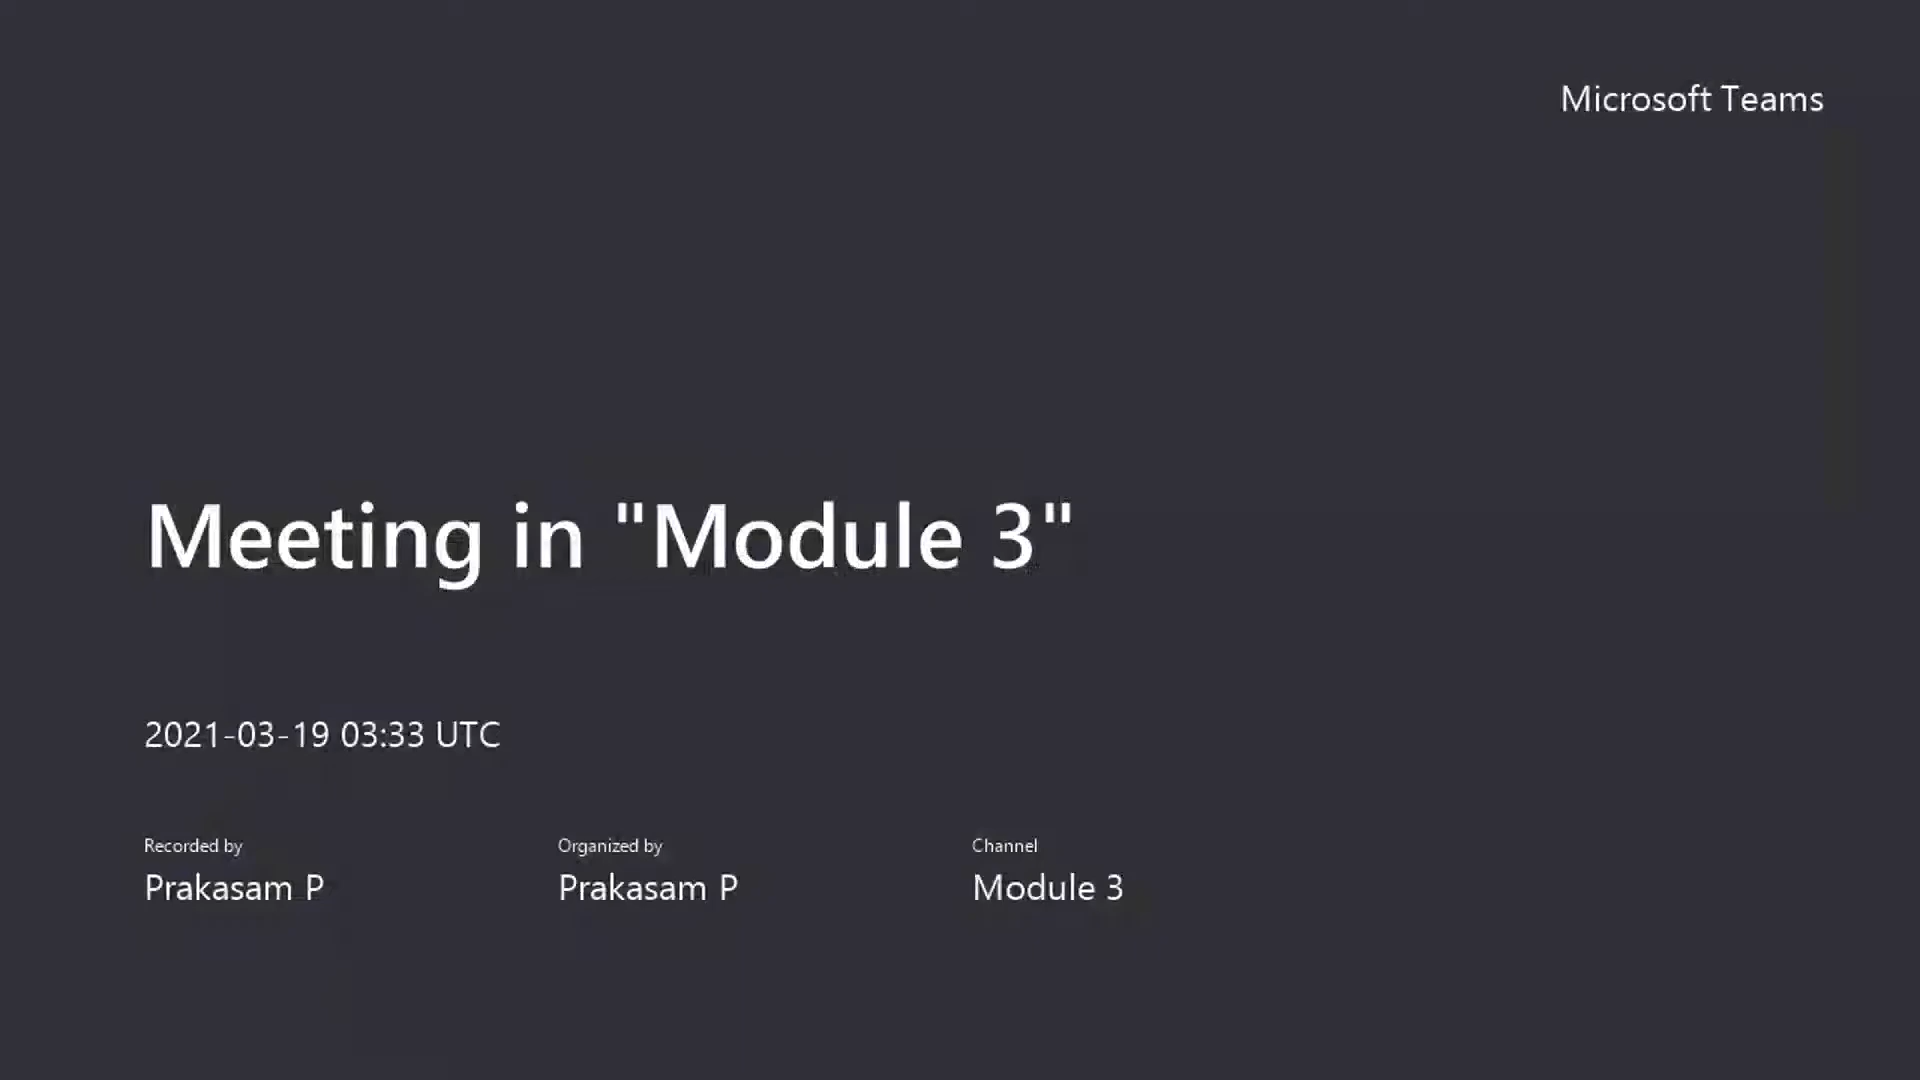 Microsoft Teams
Meeting in "Module 3"
2021-03-19 03:33 UTC
Recorded by
Prakasam P
Organized by
Prakasam P
Channel
Module 3